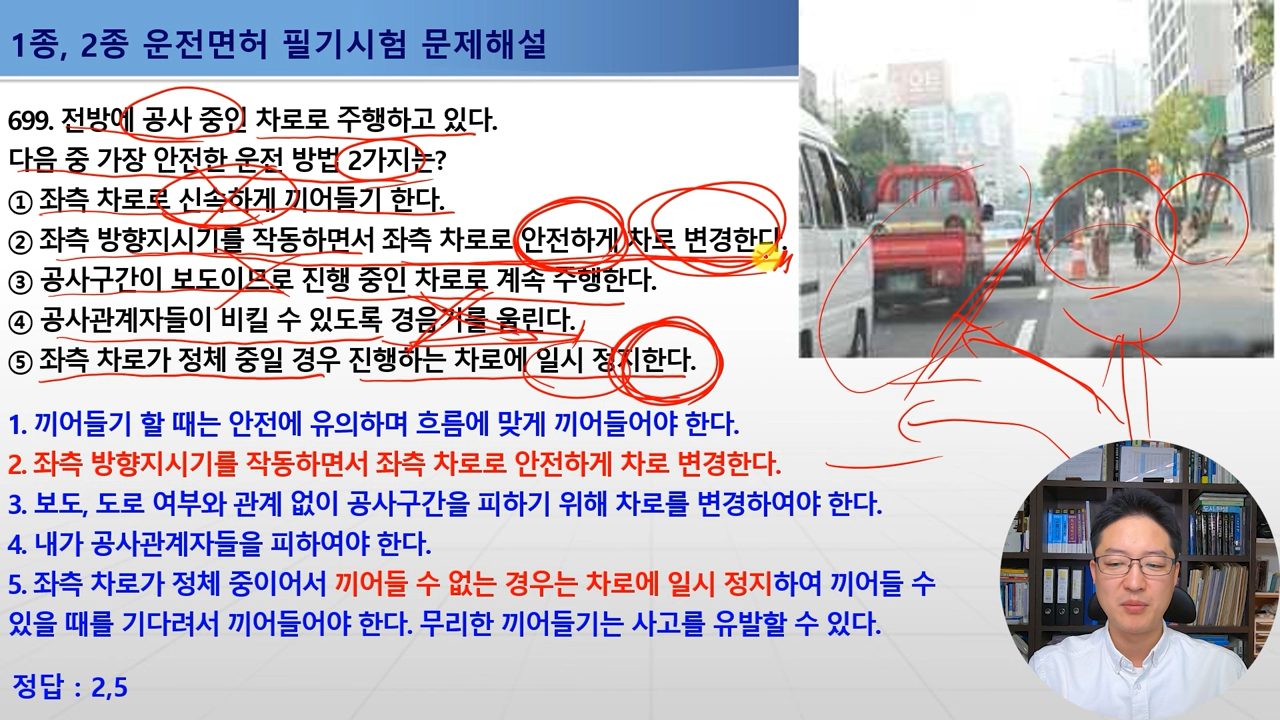 1종, 2종 운전면허 필기시험 문제해설
699. 전방에 공사 중인 차로로 주행하고 있다.
다음 중 가장 안전한 운전 방법 2가지는?
① 좌측 차로로 신속하게 끼어들기 한다.
② 좌측 방향지시기를 작동하면서 좌측 차로로 안전하게 차로 변경한다.
③ 공사구간이 보도이므로 진행 중인 차로로 계속 주행한다.
④ 공사관계자들이 비킬 수 있도록 경음기를 울린다.
⑤ 좌측 차로가 정체 중일 경우 진행하는 차로에 일시 정지한다.
1. 끼어들기 할 때는 안전에 유의하며 흐름에 맞게 끼어들어야 한다.
2. 좌측 방향지시기를 작동하면서 좌측 차로로 안전하게 차로 변경한다.
3. 보도, 도로 여부와 관계 없이 공사구간을 피하기 위해 차로를 변경하여야 한다.
4. 내가 공사관계자들을 피하여야 한다.
5. 좌측 차로가 정체 중이어서 끼어들 수 없는 경우는 차로에 일시 정지하여 끼어들 수
있을 때를 기다려서 끼어들어야 한다. 무리한 끼어들기는 사고를 유발할 수 있다.
정답 : 2,5